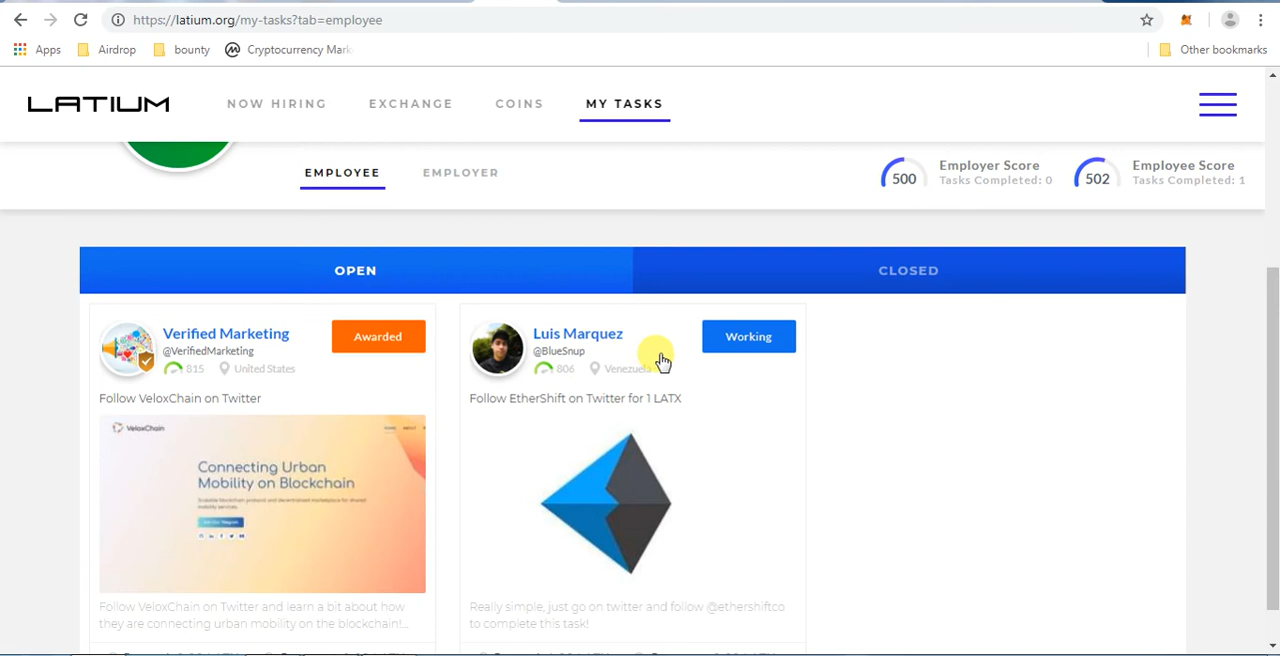 https://latium.org/my-tasks?tab=employee
Apps Airdrop bounty Cryptocurrency Mark Other bookmarks
LATIUM NOW HIRING EXCHANGE COINS MY TASKS
EMPLOYEE EMPLOYER
500 Employer Score
Tasks Completed: 0
502 Employee Score
Tasks Completed: 1
OPEN CLOSED
Verified Marketing
@VerifiedMarketing
815 United States
Awarded
Follow VeloxChain on Twitter
VeloxChain
Connecting Urban
Mobility on Blockchain
Follow VeloxChain on Twitter and learn a bit about how
they are connecting urban mobility on the blockchain!...
Luis Marquez
@BlueSnup
806 Venezuela
Working
Follow EtherShift on Twitter for 1 LATX
Really simple, just go on twitter and follow @ethershiftco
to complete this task!